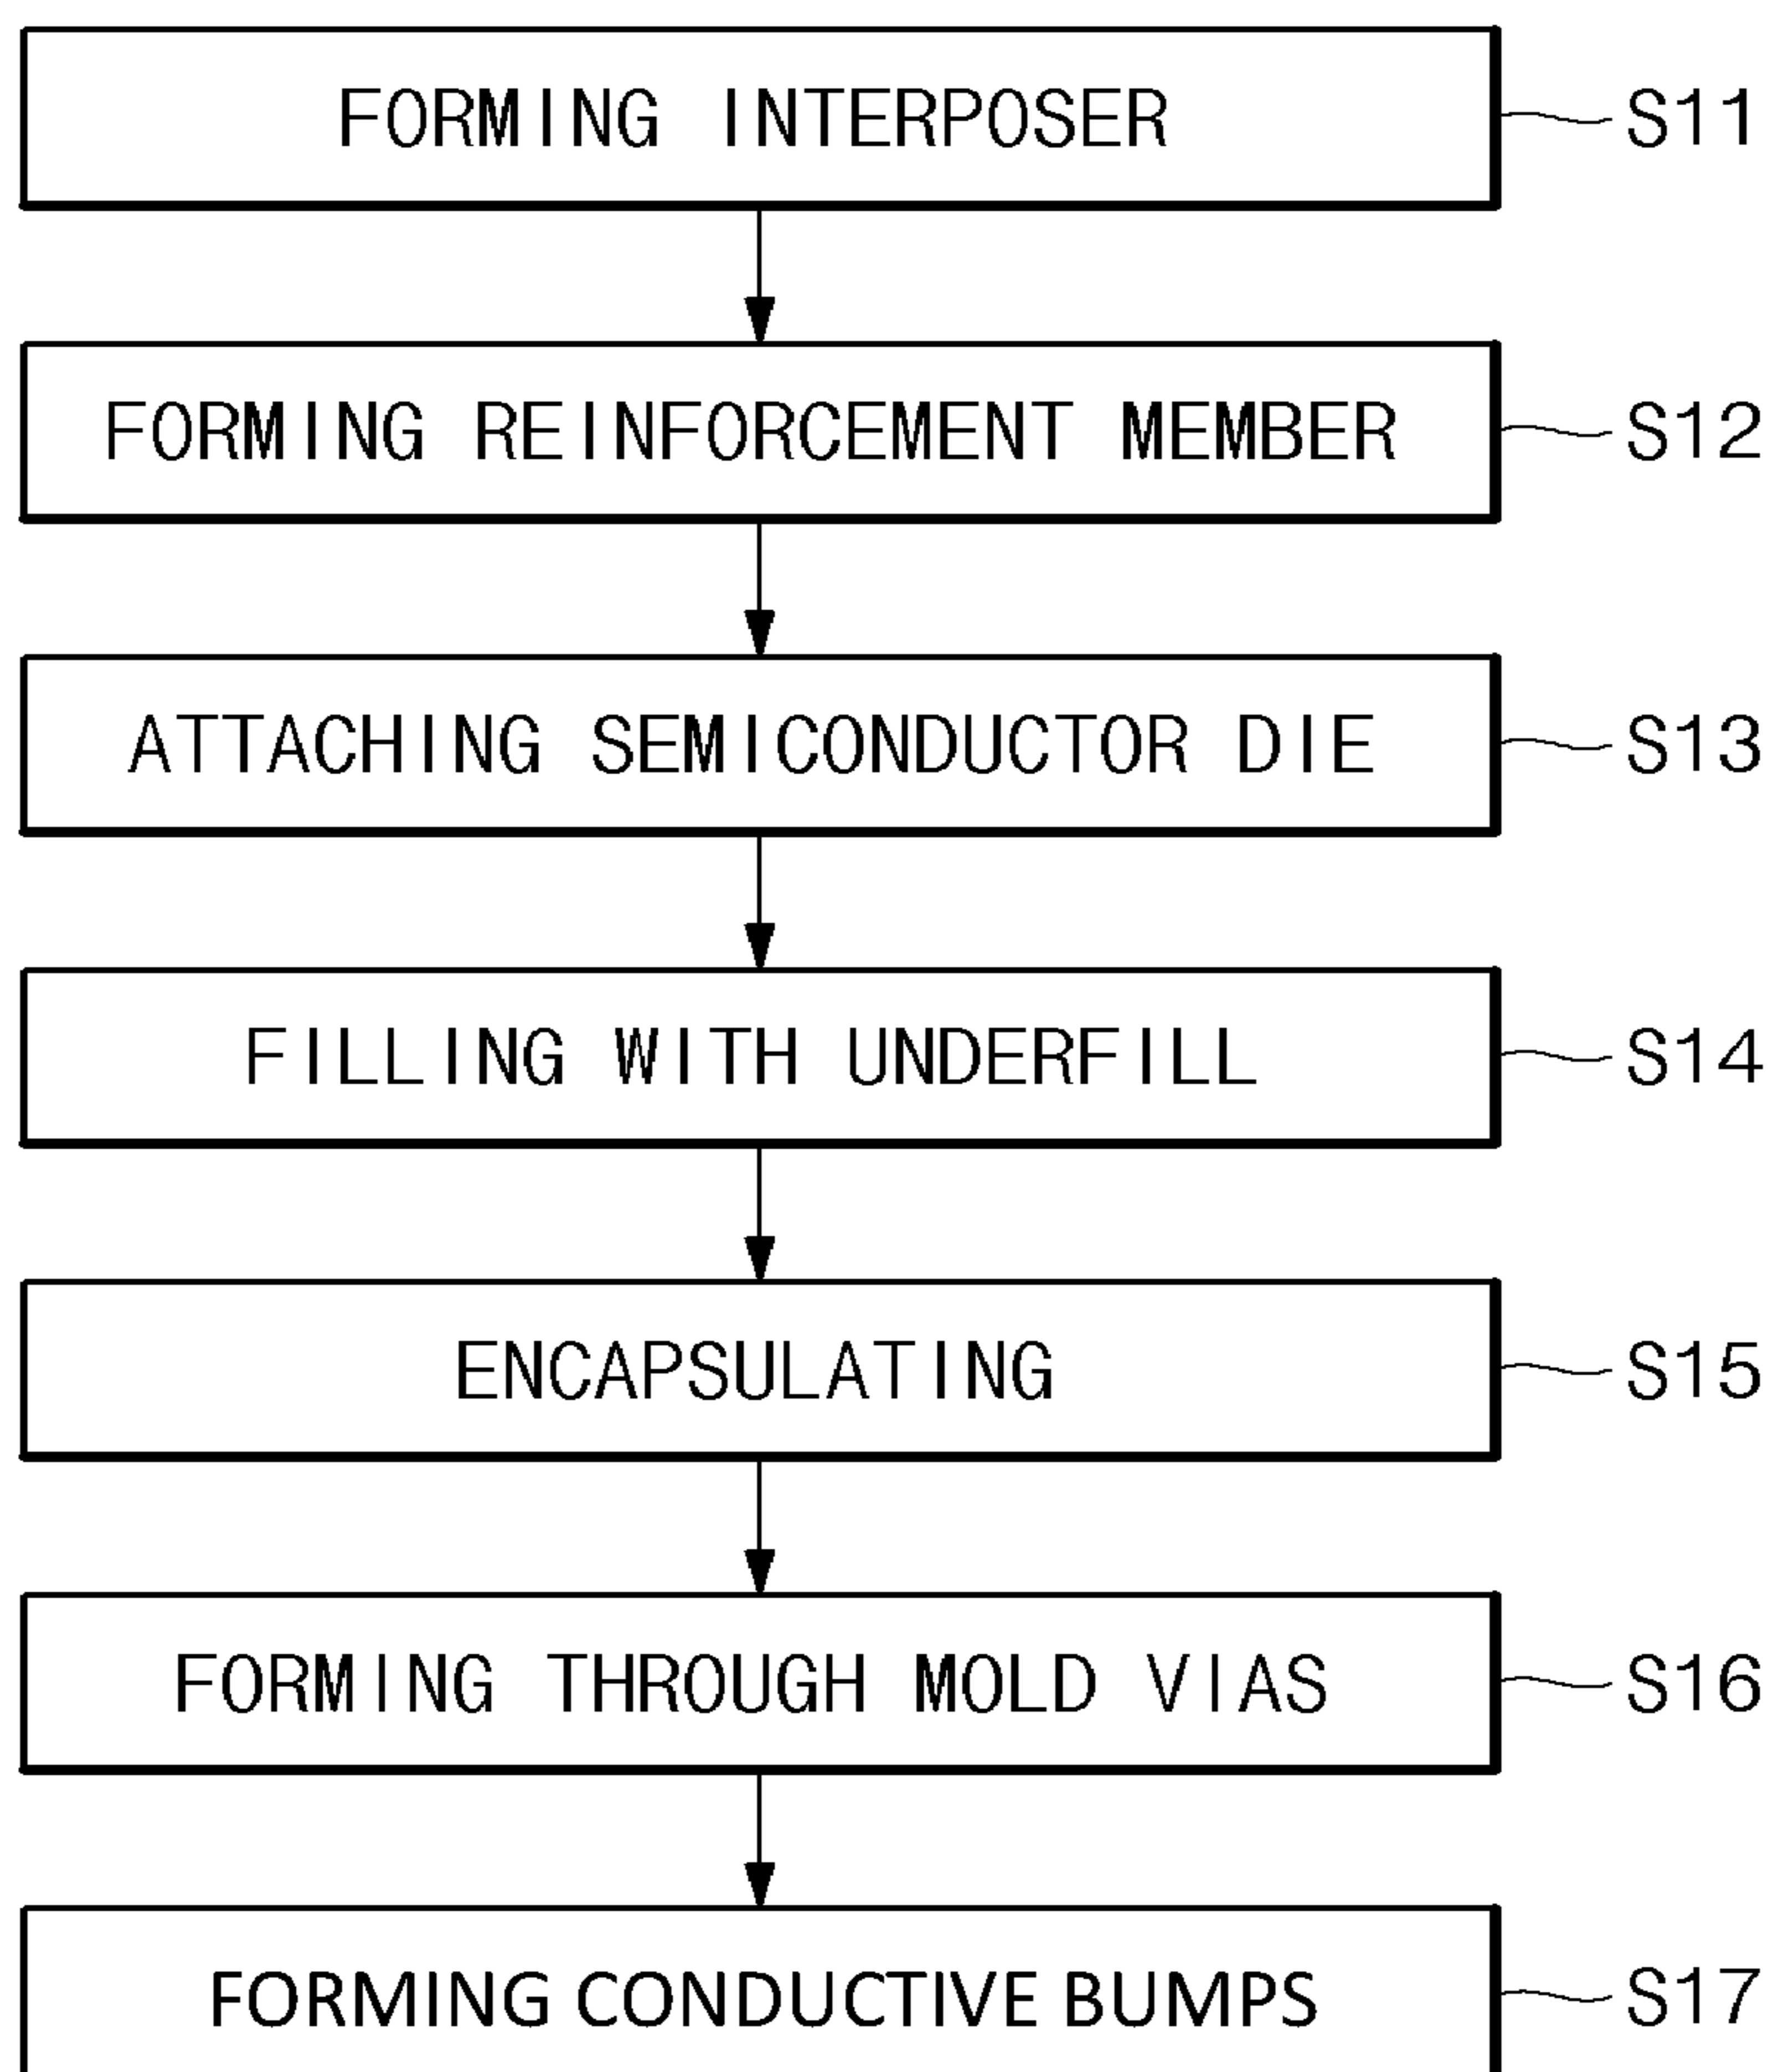 FORMING INTERPOSER S11
FORMING REINFORCEMENT MEMBER S12
ATTACHING SEMICONDUCTOR DIE S13
FILLING WITH UNDERFILL S14
ENCAPSULATING S15
FORMING THROUGH MOLD VIAS S16
FORMING CONDUCTIVE BUMPS S17